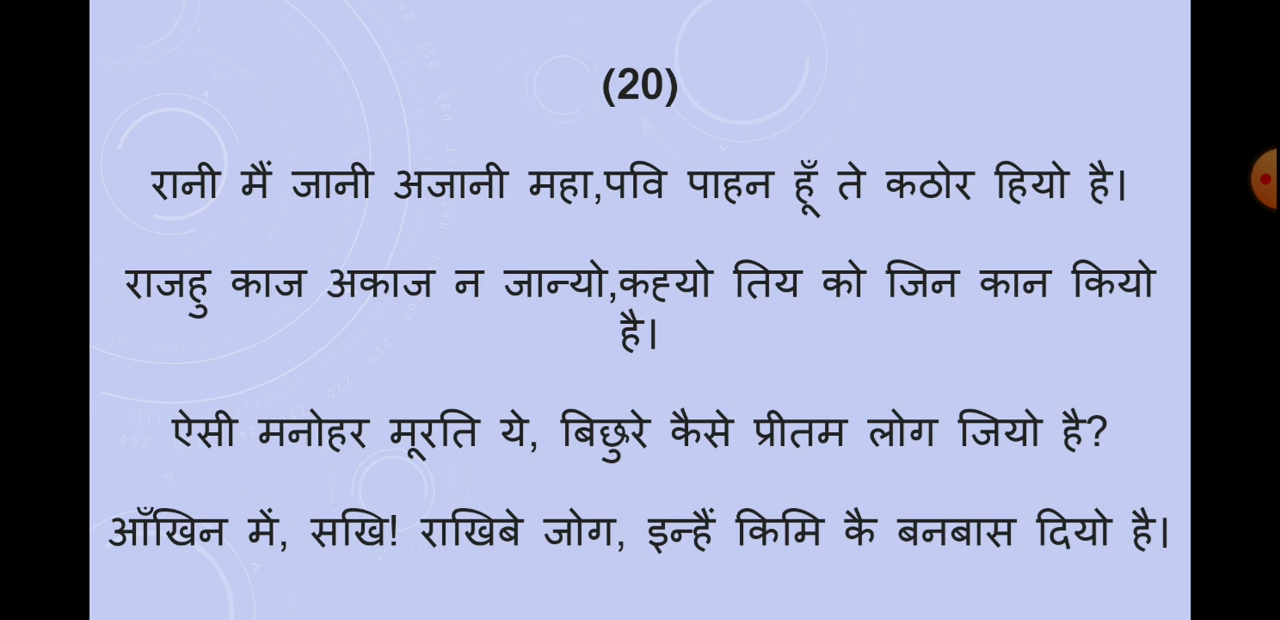 (20)
रानी मैं जानी अजानी महा,पवि पाहन हूँ ते कठोर हियो है।
राजहु काज अकाज न जान्यो,कह्यो तिय को जिन कान कियो
है।
ऐसी मनोहर मूरति ये, बिछुरे कैसे प्रीतम लोग जियो है?
आँखिन में, सखि! राखिबे जोग, इन्हैं किमि कै बनबास दियो है।